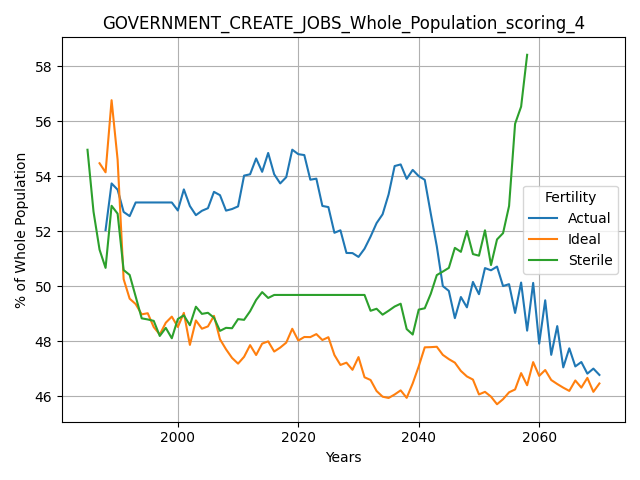 GOVERNMENT_CREATE_JOBS_Whole_Population_scoring_4
% of Whole Population
58
56
54
52
50
48
46
Fertility
Actual
Ideal
Sterile
2000
2020
2040
2060
Years